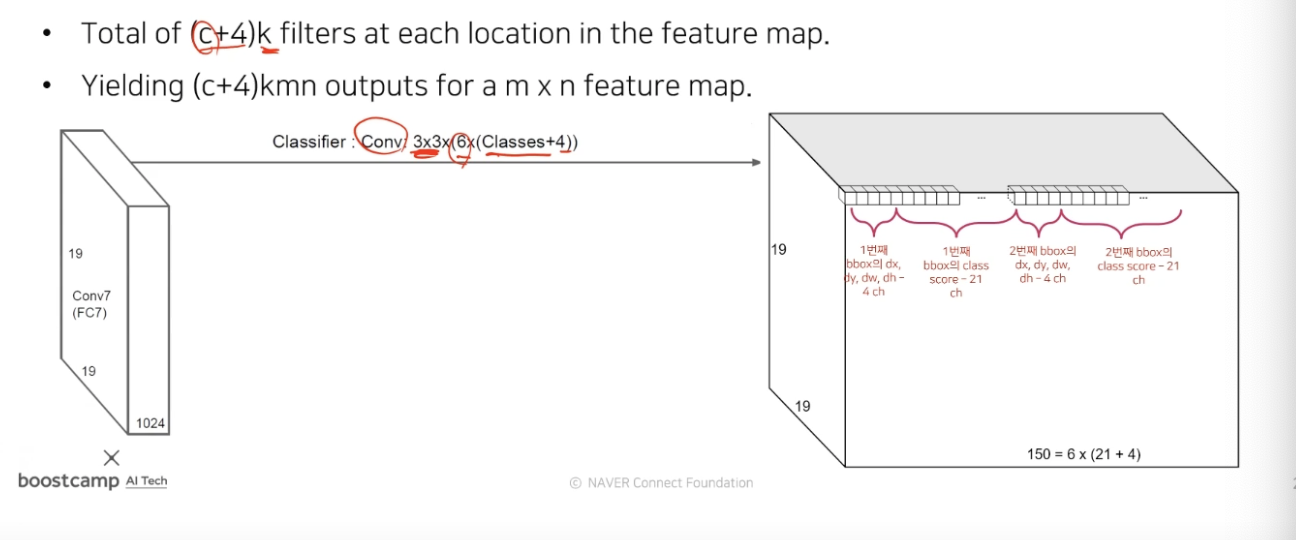 • Total of (c+4)k filters at each location in the feature map.
• Yielding (c+4)kmn outputs for a m x n feature map.
Classifier : Conv: 3x3x(6x(Classes+4))
19
Conv7
(FC7)
19
1024
19
19
...
...
1번째
bbox의 dx,
dy, dw, dh –
4 ch
1번째
bbox의 class
score – 21
ch
2번째 bbox의
dx, dy, dw,
dh – 4 ch
2번째 bbox의
class score – 21
ch
150 = 6 x (21 + 4)
boostcamp AI Tech
© NAVER Connect Foundation